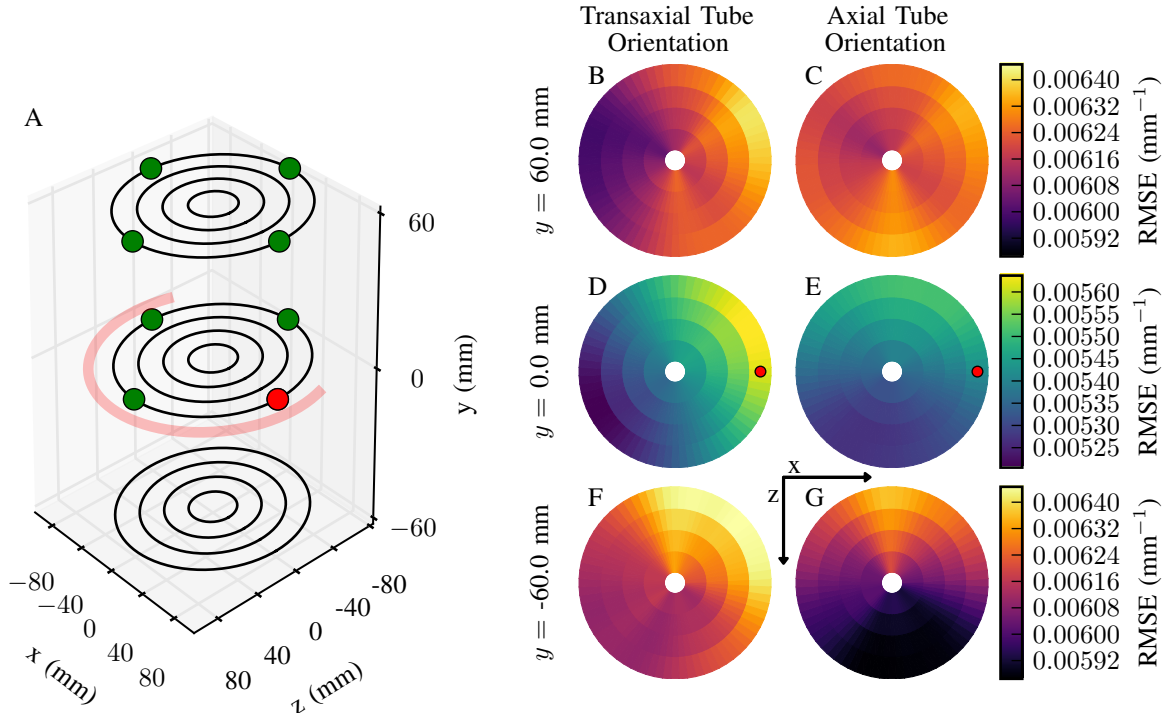 Transaxial Tube
Orientation
Axial Tube
Orientation
A
B
C
y = 60.0 mm
0.00640
0.00632
0.00624
0.00616
0.00608
0.00600
0.00592
RMSE (mm⁻¹)
60
0
−60
y (mm)
D
E
y = 0.0 mm
0.00560
0.00555
0.00550
0.00545
0.00540
0.00535
0.00530
0.00525
RMSE (mm⁻¹)
x
z
F
G
y = -60.0 mm
0.00640
0.00632
0.00624
0.00616
0.00608
0.00600
0.00592
RMSE (mm⁻¹)
−80
−40
0
40
80
x (mm)
-80
-40
0
40
80
z (mm)